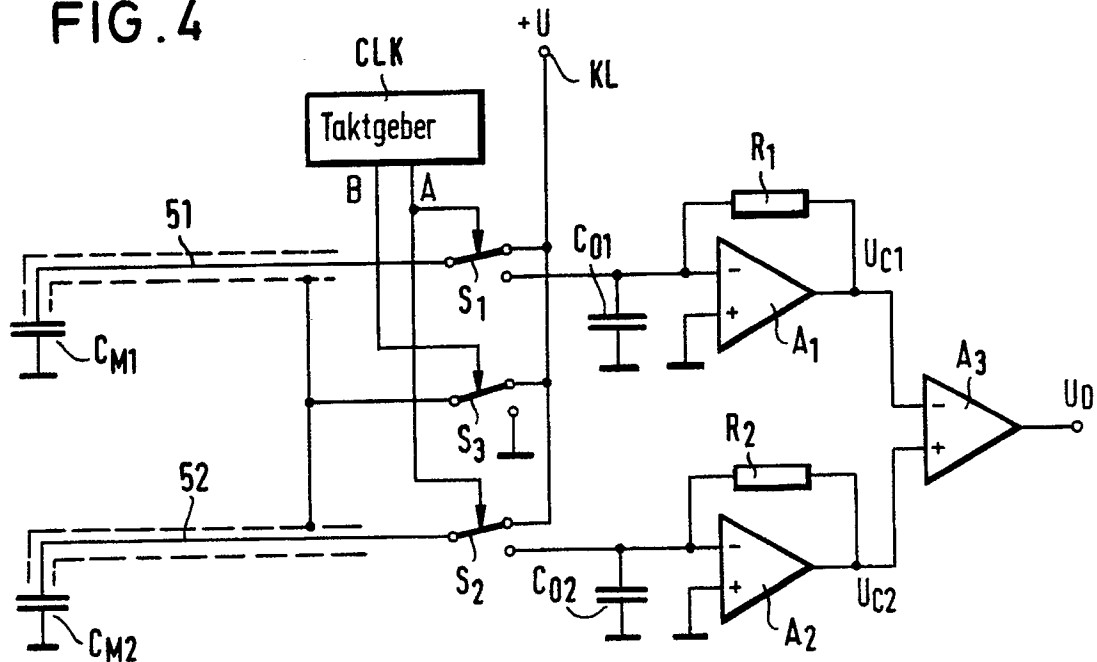 FIG. 4
+U
KL
CLK
Taktgeber
B
A
51
S1
CM1
C01
R1
-
+
A1
UC1
S3
A3
-
+
U0
52
S2
CM2
C02
R2
-
+
A2
UC2